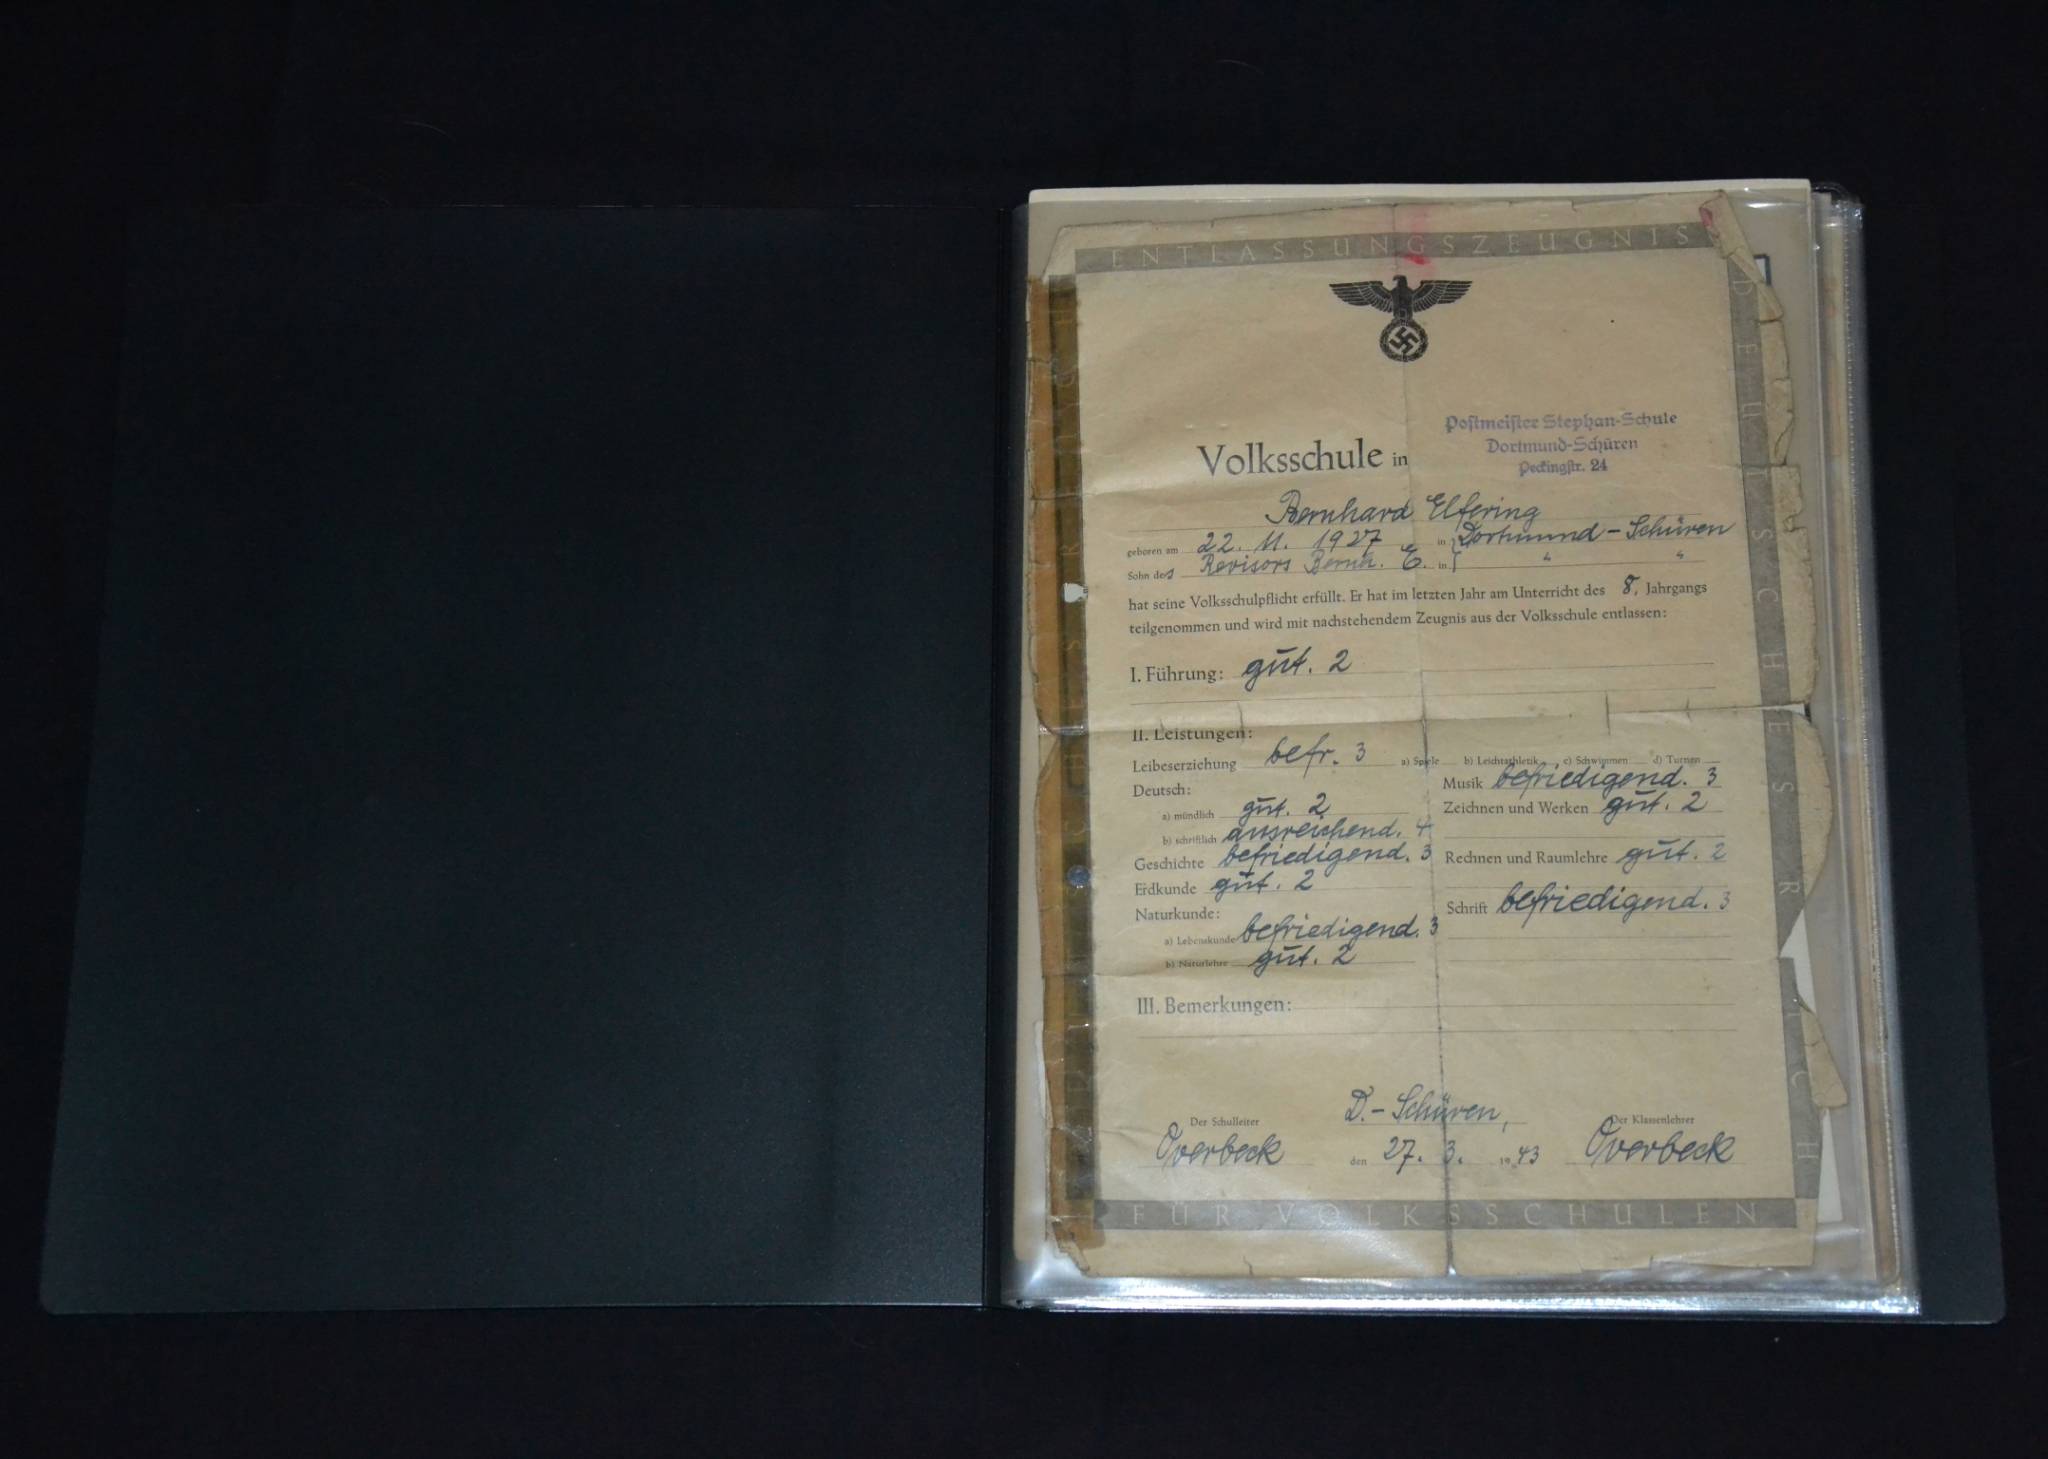 ENTLASSUNGSZEUGNIS
DEUTSCHES REICH
Postmeister Stephan-Schule
Dortmund-Schüren
Peckingstr. 24
Volksschule in
Bernhard Elfering
geboren am 22. 11. 1927 in Dortmund-Schüren
Sohn des Revisors Bernh. E. in " "
hat seine Volksschulpflicht erfüllt. Er hat im letzten Jahr am Unterricht des 8. Jahrgangs
teilgenommen und wird mit nachstehendem Zeugnis aus der Volksschule entlassen:
I. Führung: gut. 2
II. Leistungen:
Leibeserziehung befr. 3 a) Spiele b) Leichtathletik c) Schwimmen d) Turnen
Deutsch:
Musik befriedigend. 3
a) mündlich gut. 2
Zeichnen und Werken gut. 2
b) schriftlich ausreichend. 4
Geschichte befriedigend. 3
Rechnen und Raumlehre gut. 2
Erdkunde gut. 2
Naturkunde:
Schrift befriedigend. 3
a) Lebenskunde befriedigend. 3
b) Naturlehre gut. 2
III. Bemerkungen:
D.-Schüren,
Der Schulleiter
Der Klassenlehrer
Overbeck den 27. 3. 1943 Overbeck
FÜR VOLKSSCHULEN